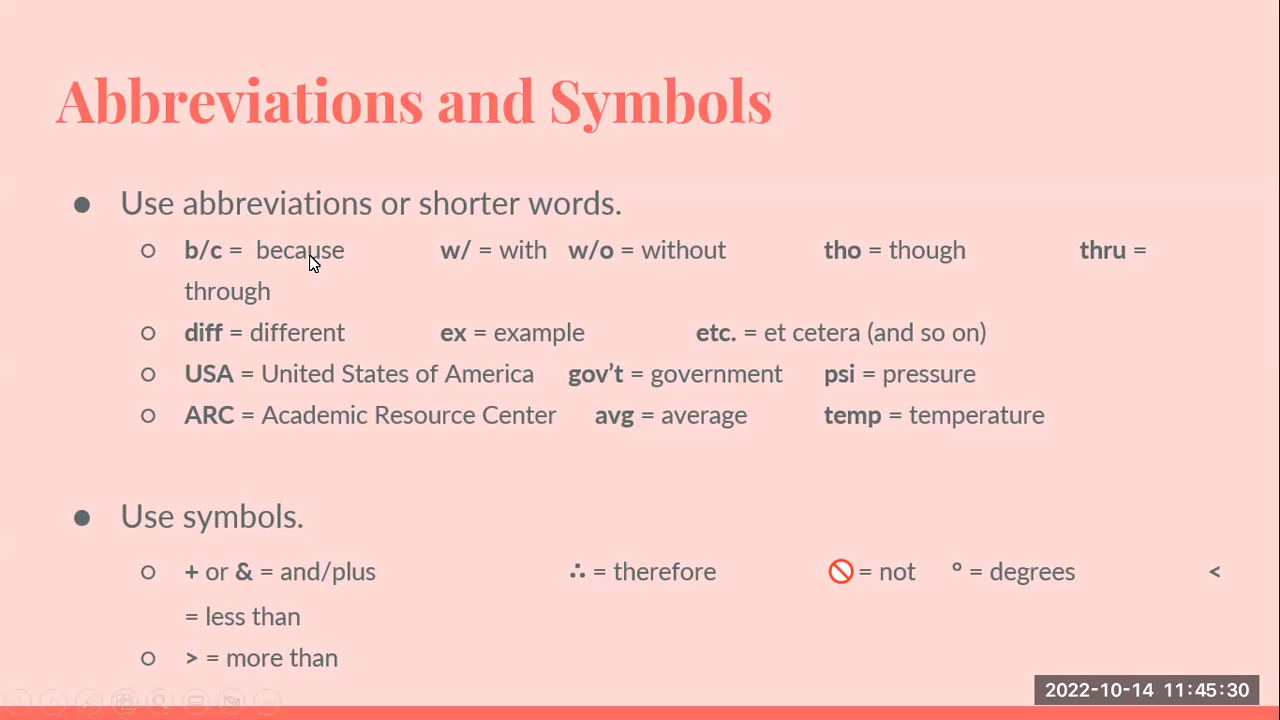 Abbreviations and Symbols
● Use abbreviations or shorter words.
○ b/c = because w/ = with w/o = without tho = though thru =
through
○ diff = different ex = example etc. = et cetera (and so on)
○ USA = United States of America gov’t = government psi = pressure
○ ARC = Academic Resource Center avg = average temp = temperature
● Use symbols.
○ + or & = and/plus ∴ = therefore 🚫 = not ° = degrees <
= less than
○ > = more than
2022-10-14 11:45:30